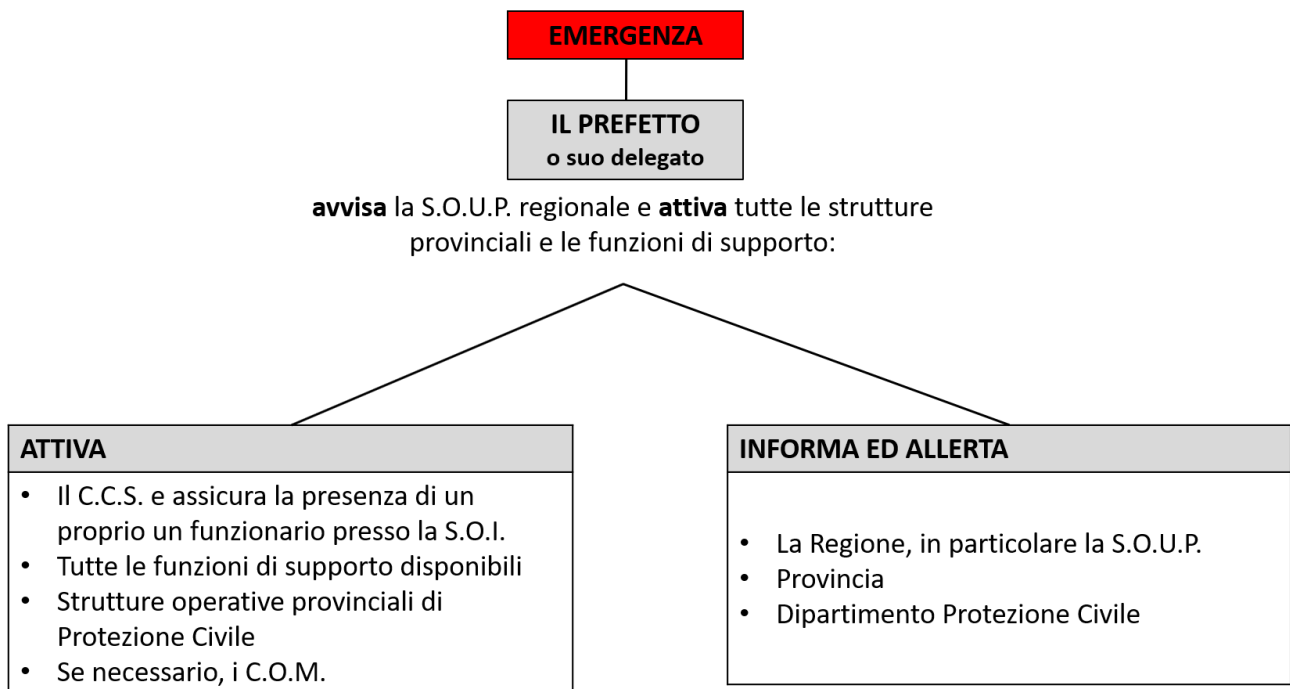 EMERGENZA
IL PREFETTO
o suo delegato
avvisa la S.O.U.P. regionale e attiva tutte le strutture
provinciali e le funzioni di supporto:
ATTIVA
• Il C.C.S. e assicura la presenza di un
proprio un funzionario presso la S.O.I.
• Tutte le funzioni di supporto disponibili
• Strutture operative provinciali di
Protezione Civile
• Se necessario, i C.O.M.
INFORMA ED ALLERTA
• La Regione, in particolare la S.O.U.P.
• Provincia
• Dipartimento Protezione Civile